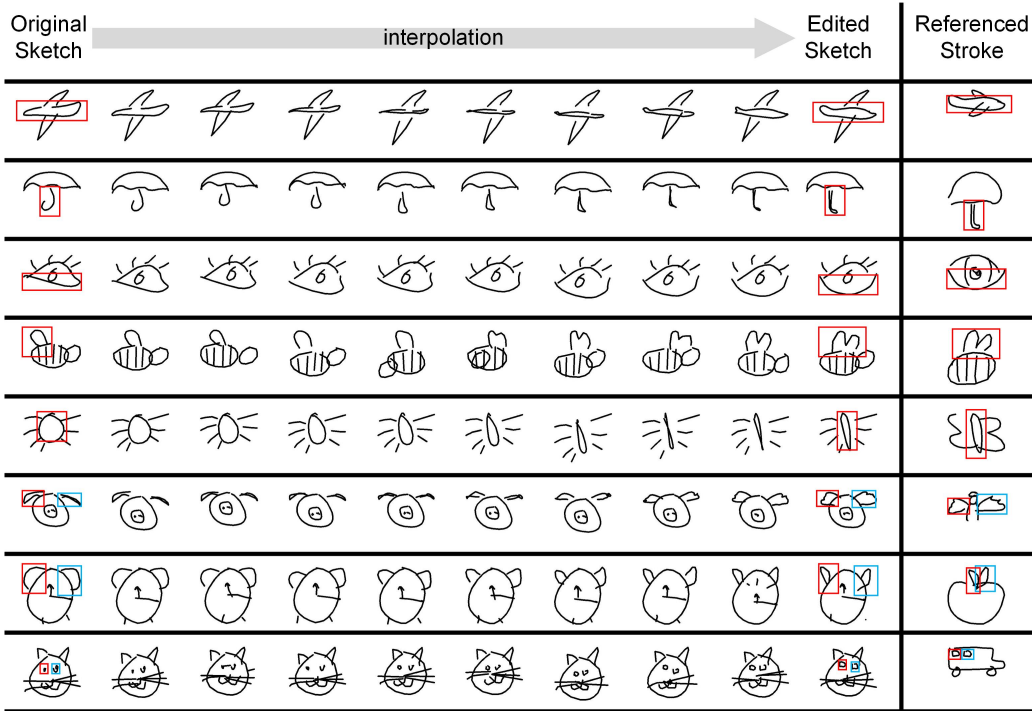 Original
Sketch
interpolation
Edited
Sketch
Referenced
Stroke